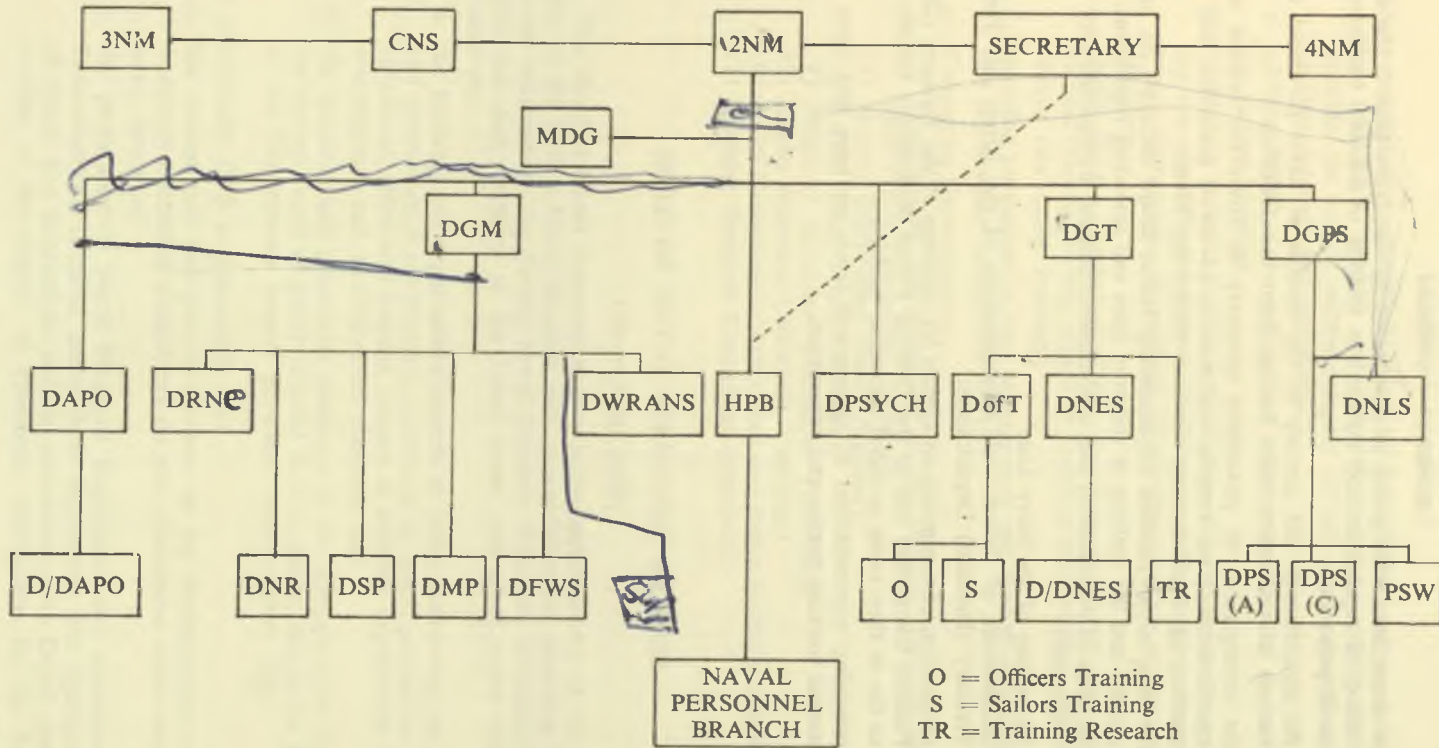 3NM
CNS
2NM
SECRETARY
4NM
MDG
DGM
DGT
DGPS
DAPO
DRNe
DWRANS
HPB
DPSYCH
DofT
DNES
DNLS
D/DAPO
DNR
DSP
DMP
DFWS
O
S
D/DNES
TR
DPS
(A)
DPS
(C)
PSW
NAVAL
PERSONNEL
BRANCH
O = Officers Training
S = Sailors Training
TR = Training Research